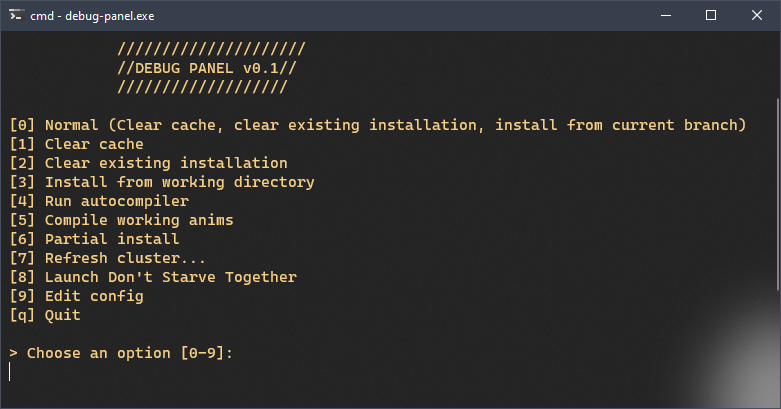 cmd - debug-panel.exe
/////////////////////
//DEBUG PANEL v0.1//
///////////////////
[0] Normal (Clear cache, clear existing installation, install from current branch)
[1] Clear cache
[2] Clear existing installation
[3] Install from working directory
[4] Run autocompiler
[5] Compile working anims
[6] Partial install
[7] Refresh cluster...
[8] Launch Don't Starve Together
[9] Edit config
[q] Quit
> Choose an option [0-9]: